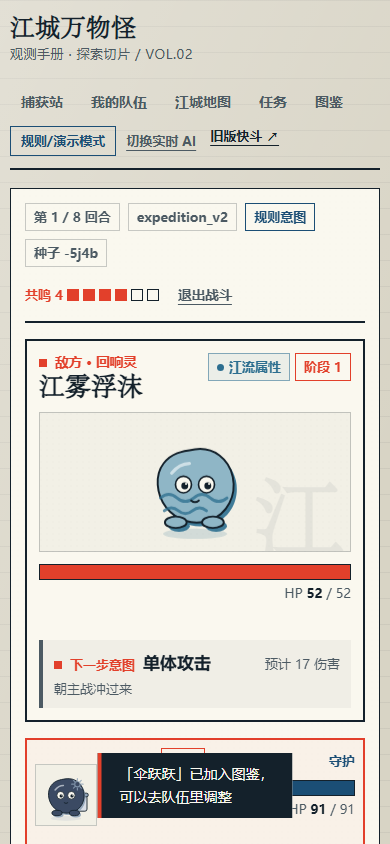 江城万物怪
观测手册 · 探索切片 / VOL.02
捕获站 我的队伍 江城地图 任务 图鉴
规则/演示模式 切换实时 AI 旧版快斗 ↗
第 1 / 8 回合 expedition_v2 规则意图
种子 -5j4b
共鸣 4 退出战斗
敌方 • 回响灵 江流属性 阶段 1
江雾浮沫
江
HP 52 / 52
下一步意图 单体攻击 预计 17 伤害
朝主战冲过来
守护
「伞跃跃」已加入图鉴，
可以去队伍里调整
HP 91 / 91